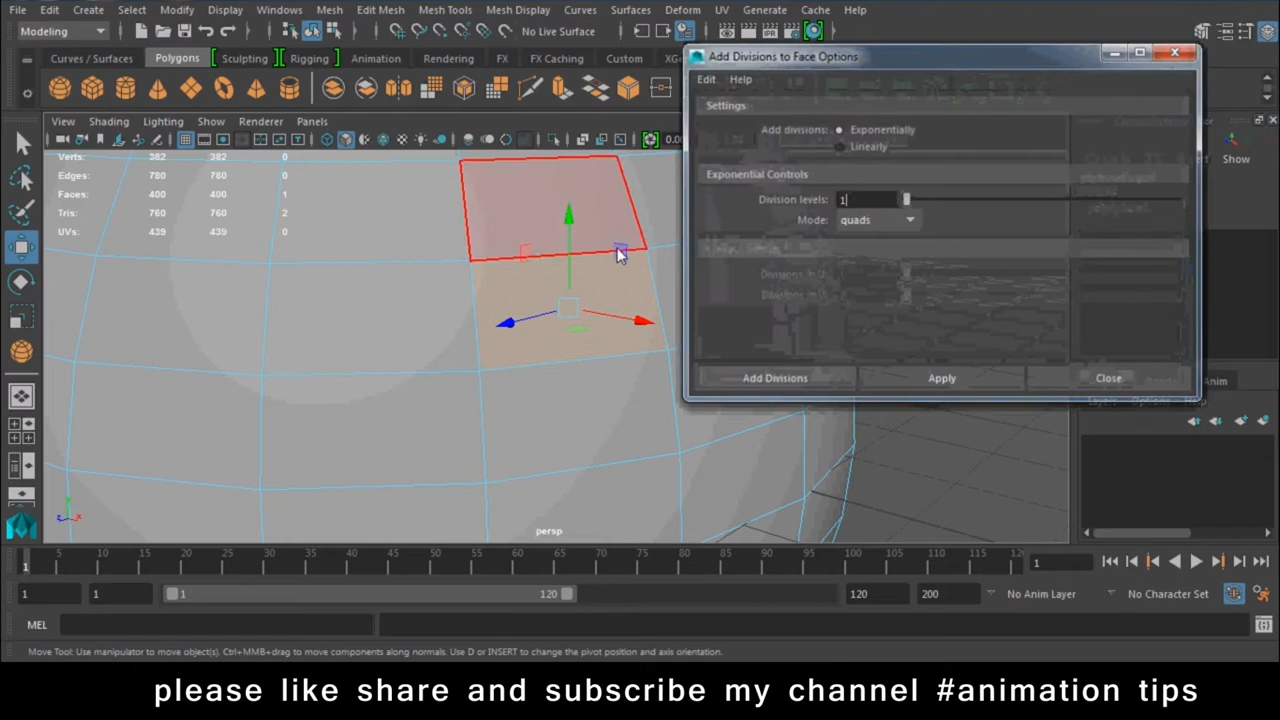 File Edit Create Select Modify Display Windows Mesh Edit Mesh Mesh Tools Mesh Display Curves Surfaces Deform UV Generate Cache Help
Modeling
No Live Surface
Curves / Surfaces Polygons Sculpting Rigging Animation Rendering FX FX Caching Custom
Add Divisions to Face Options
Edit Help
Settings
Add divisions: Exponentially
Linearly
Exponential Controls
Division levels: 1
Mode: quads
Add Divisions Apply Close
View Shading Lighting Show Renderer Panels
Show
Verts: 382 382 0
Edges: 780 780 0
Faces: 400 400 1
Tris: 760 760 2
UVs: 439 439 0
Anim
persp
5 10 15 20 25 30 35 40 45 50 55 60 65 70 75 80 85 90 95 100 105 110 115
1 1
1 1 1 120 120 200 No Anim Layer No Character Set
MEL
Move Tool: Use manipulator to move object(s). Ctrl+MMB+drag to move components along normals. Use D or INSERT to change the pivot position and axis orientation.
please like share and subscribe my channel #animation tips